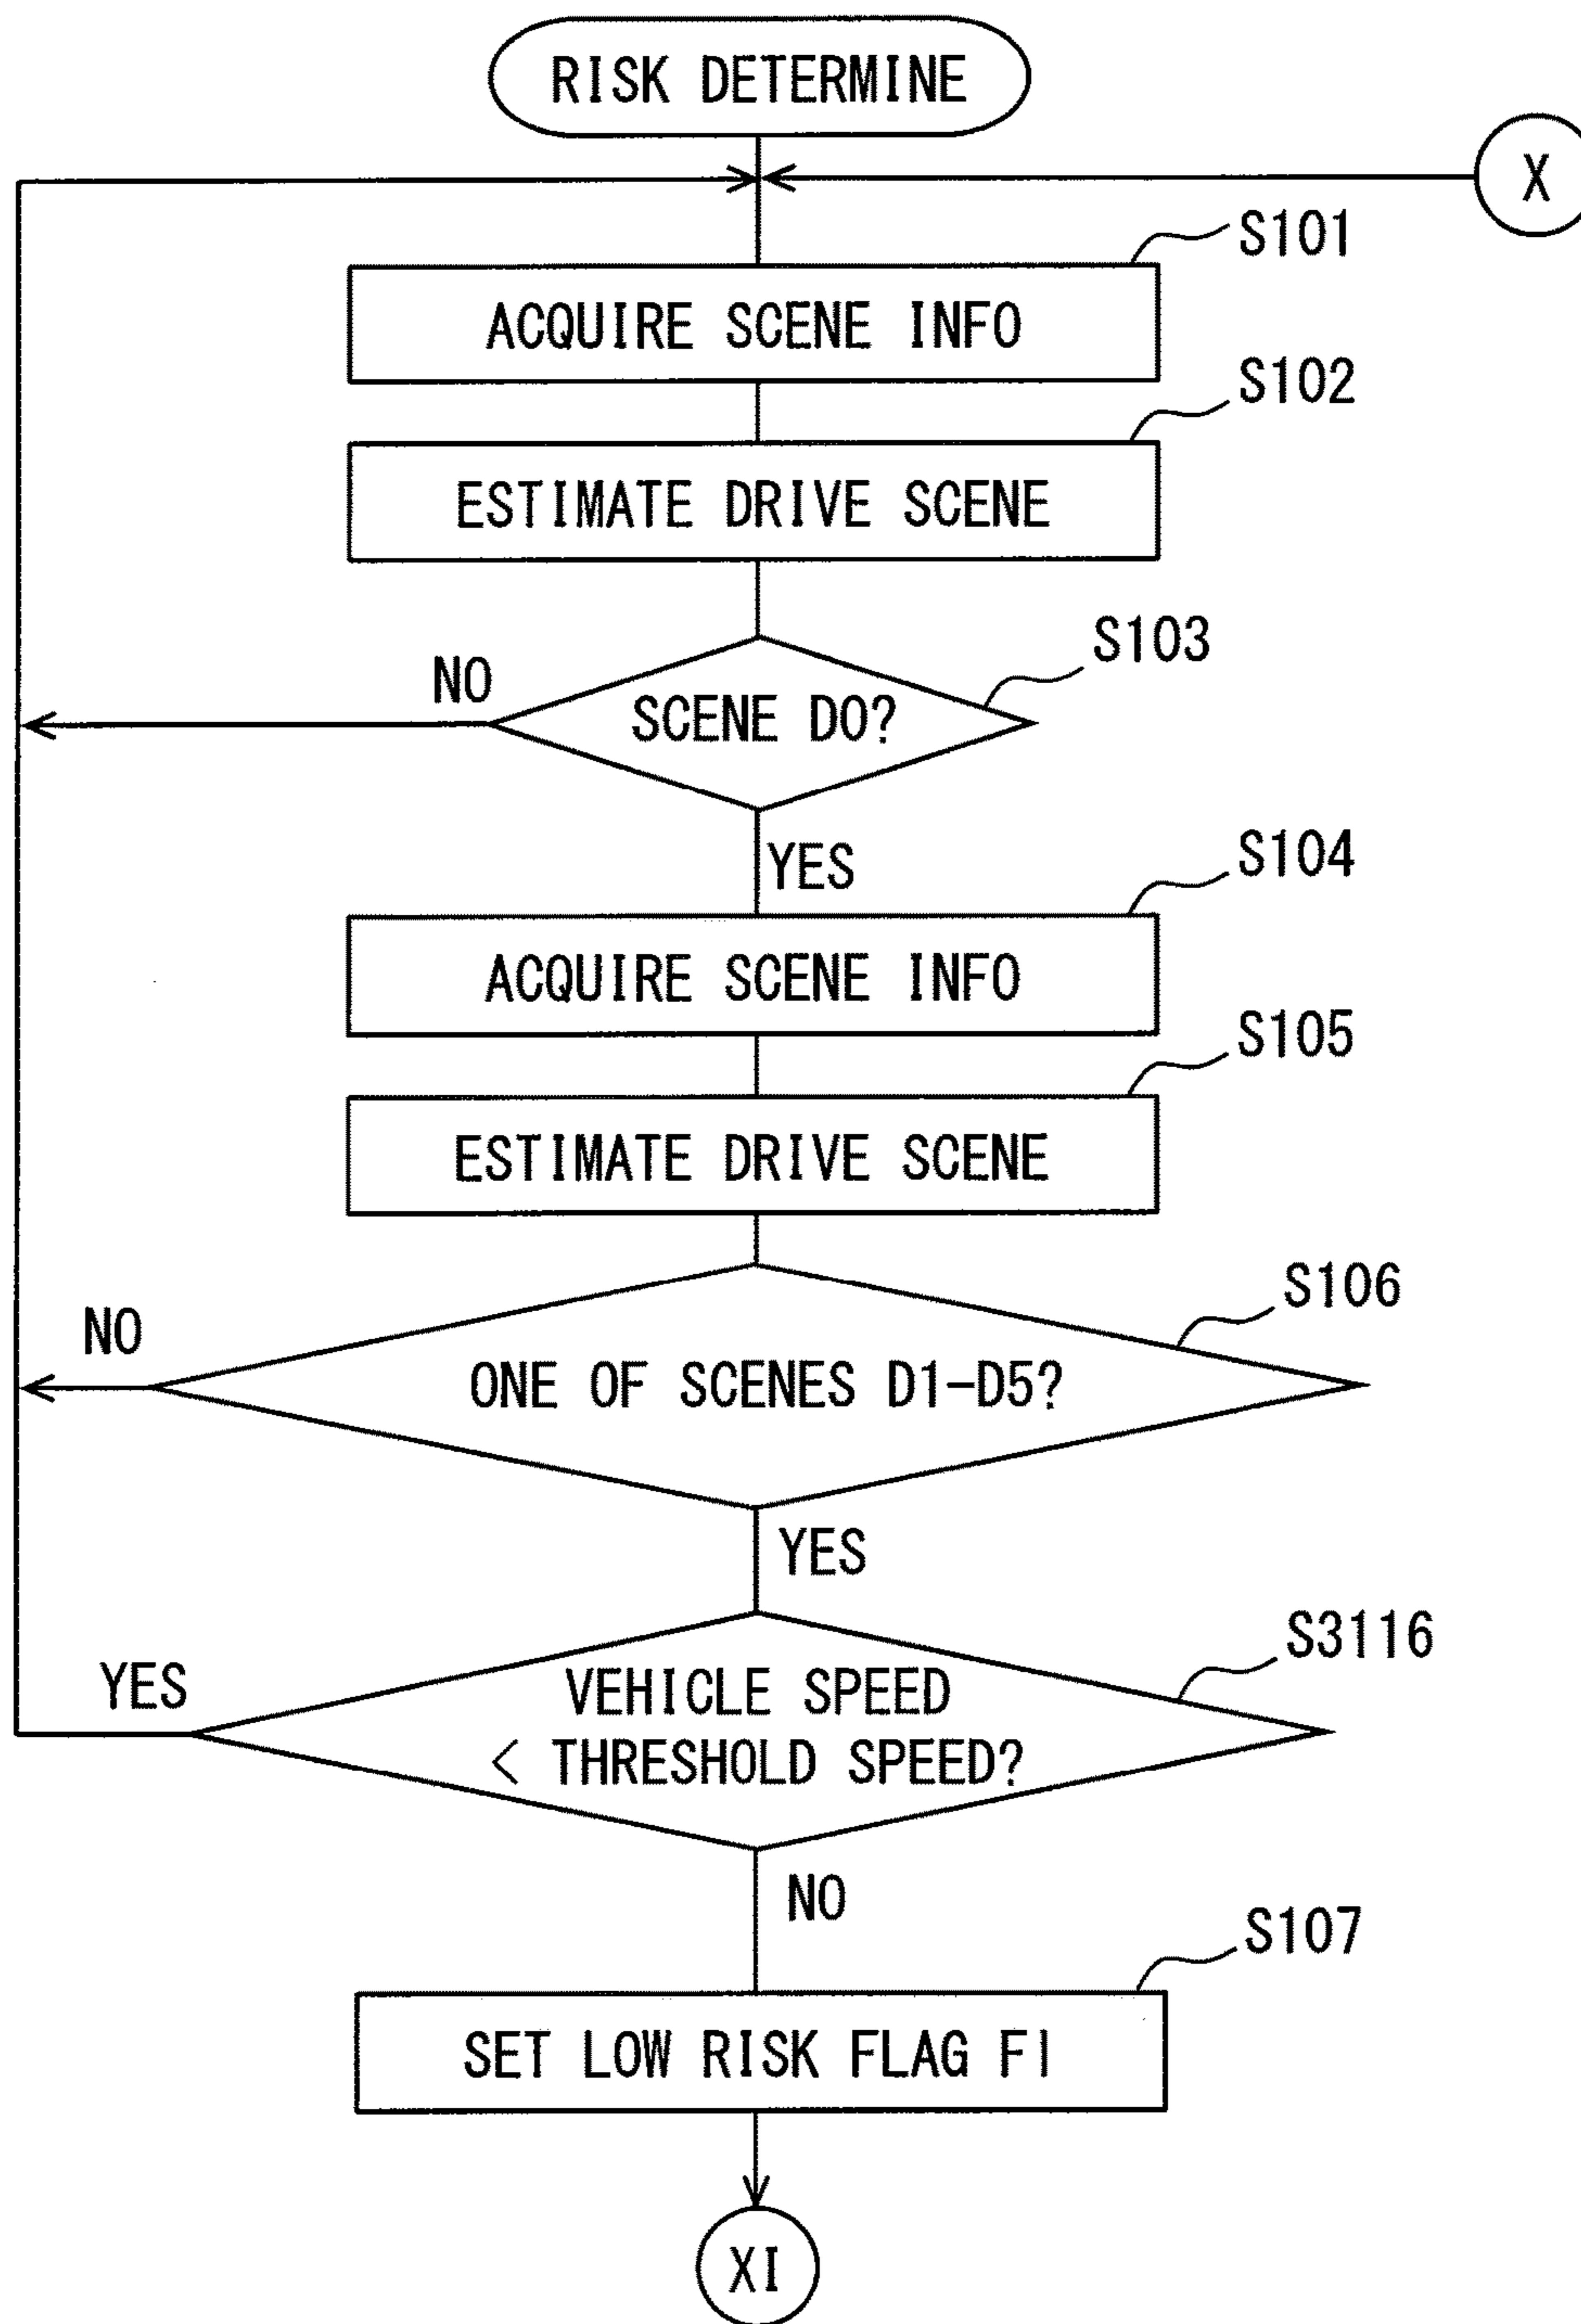 RISK DETERMINE
X
S101
ACQUIRE SCENE INFO
S102
ESTIMATE DRIVE SCENE
S103
NO
SCENE D0?
YES
S104
ACQUIRE SCENE INFO
S105
ESTIMATE DRIVE SCENE
S106
NO
ONE OF SCENES D1-D5?
YES
S3116
YES
VEHICLE SPEED
< THRESHOLD SPEED?
NO
S107
SET LOW RISK FLAG Fl
XI